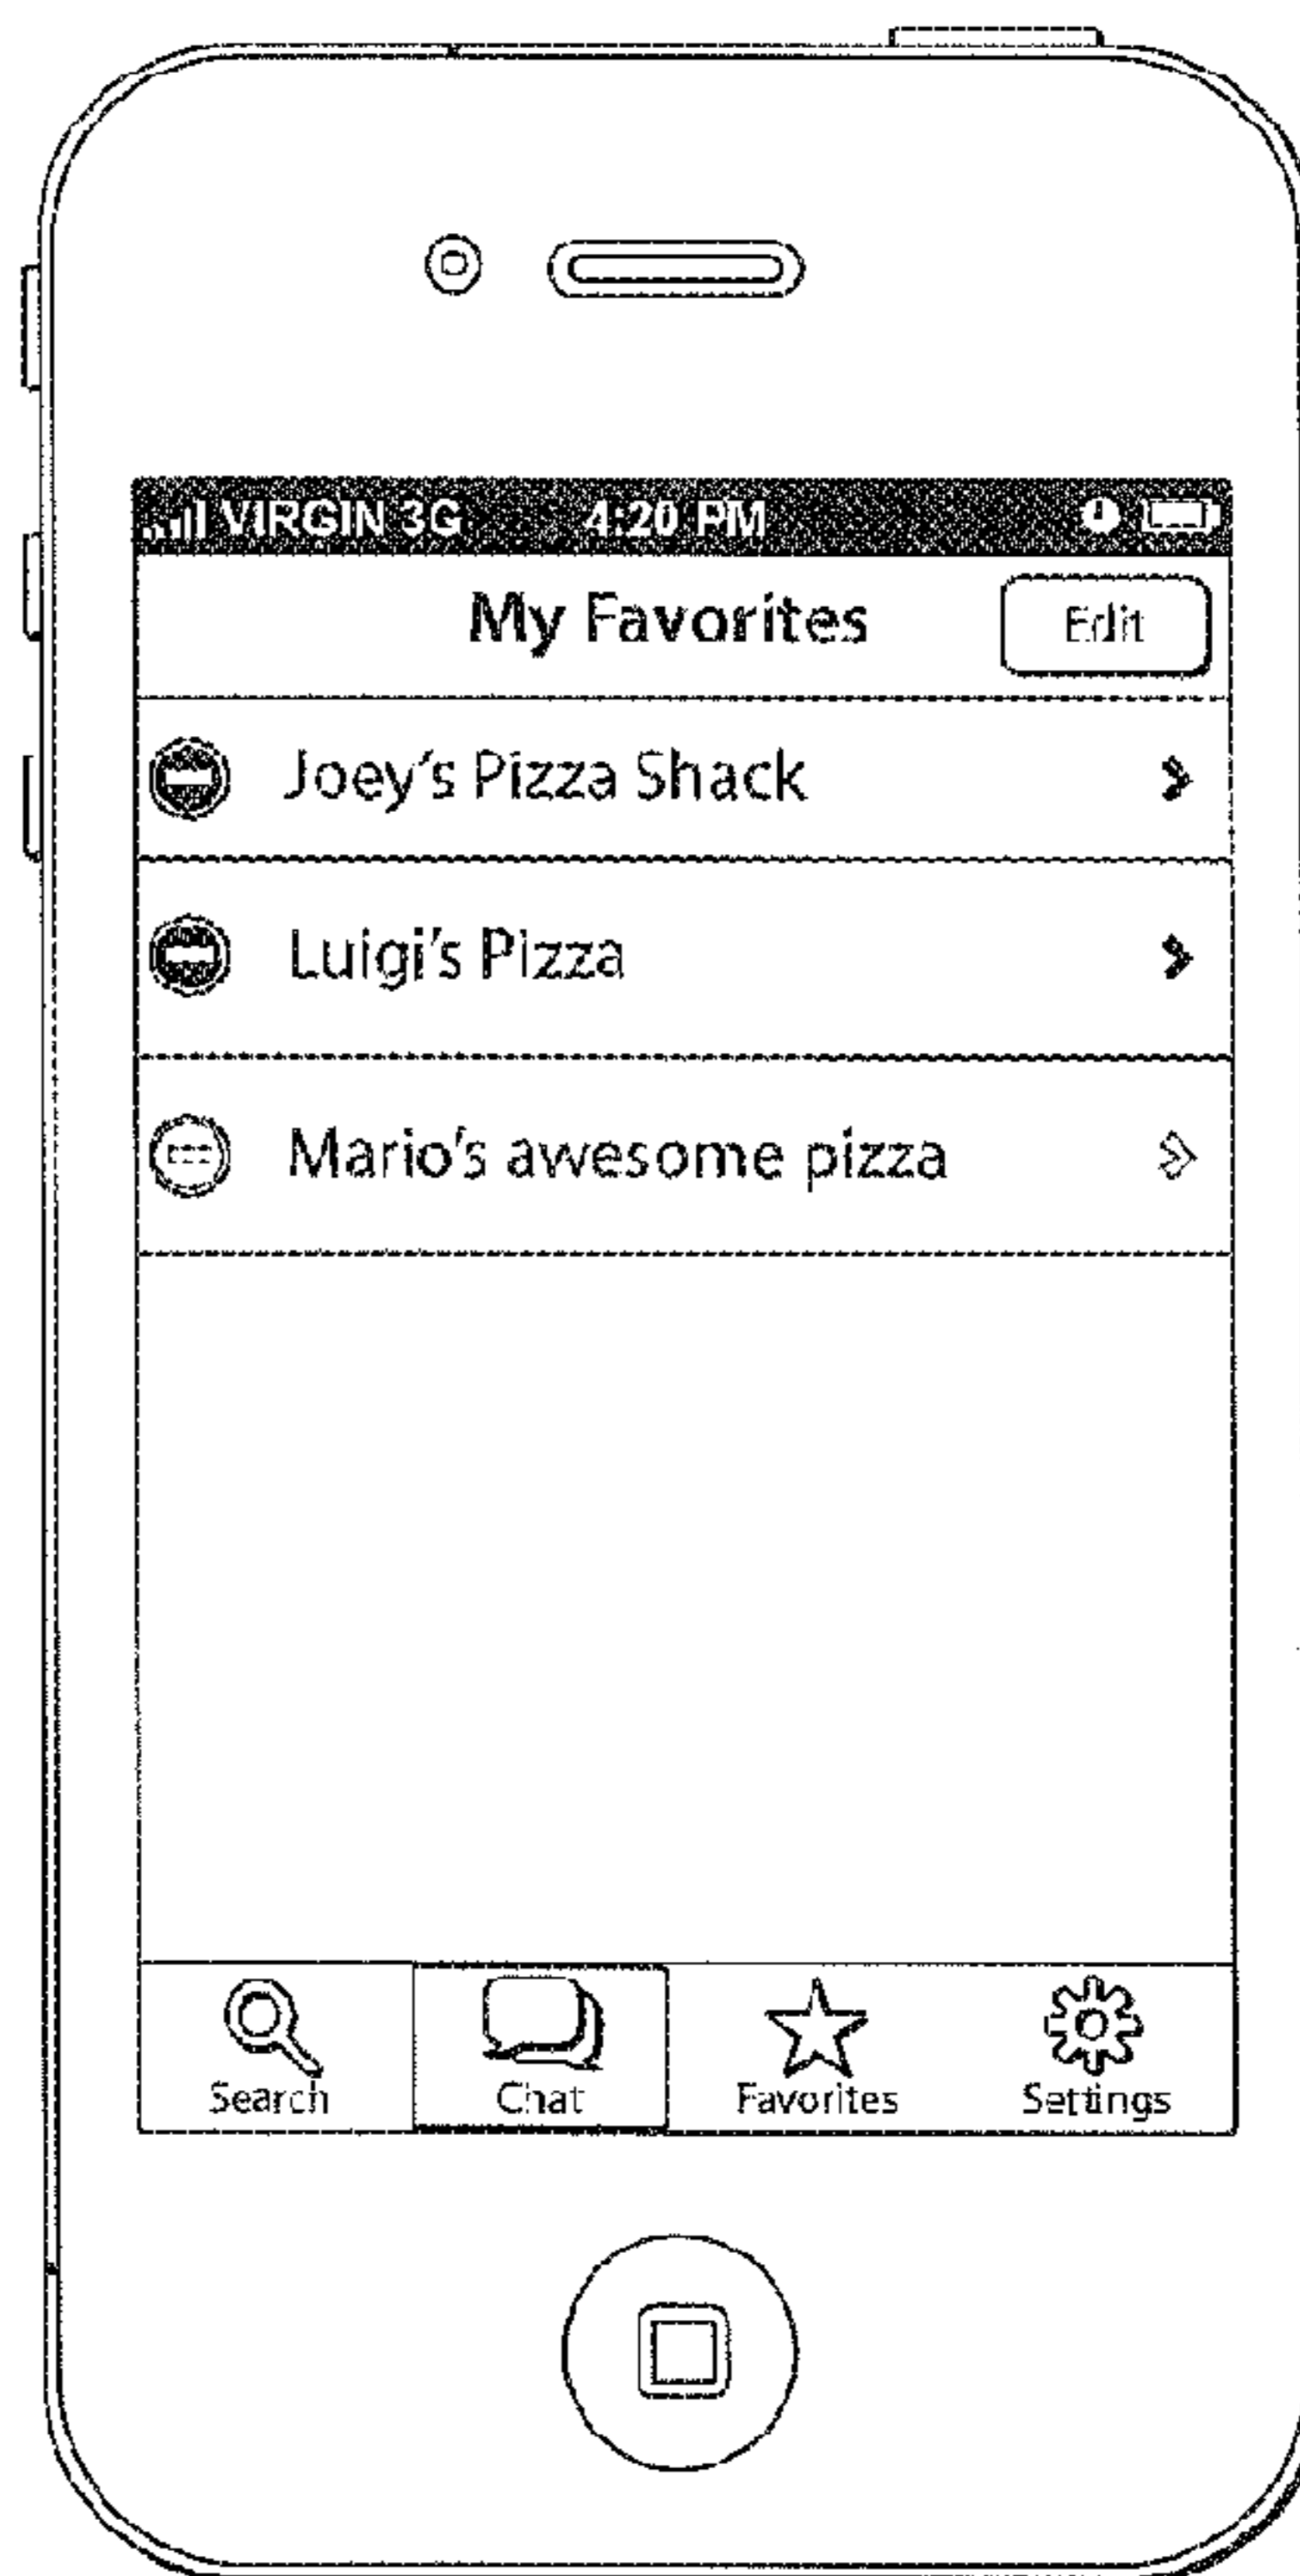 VIRGIN 3G 4:20 PM
My Favorites Edit
Joey's Pizza Shack
Luigi's Pizza
Mario's awesome pizza
Search Chat Favorites Settings